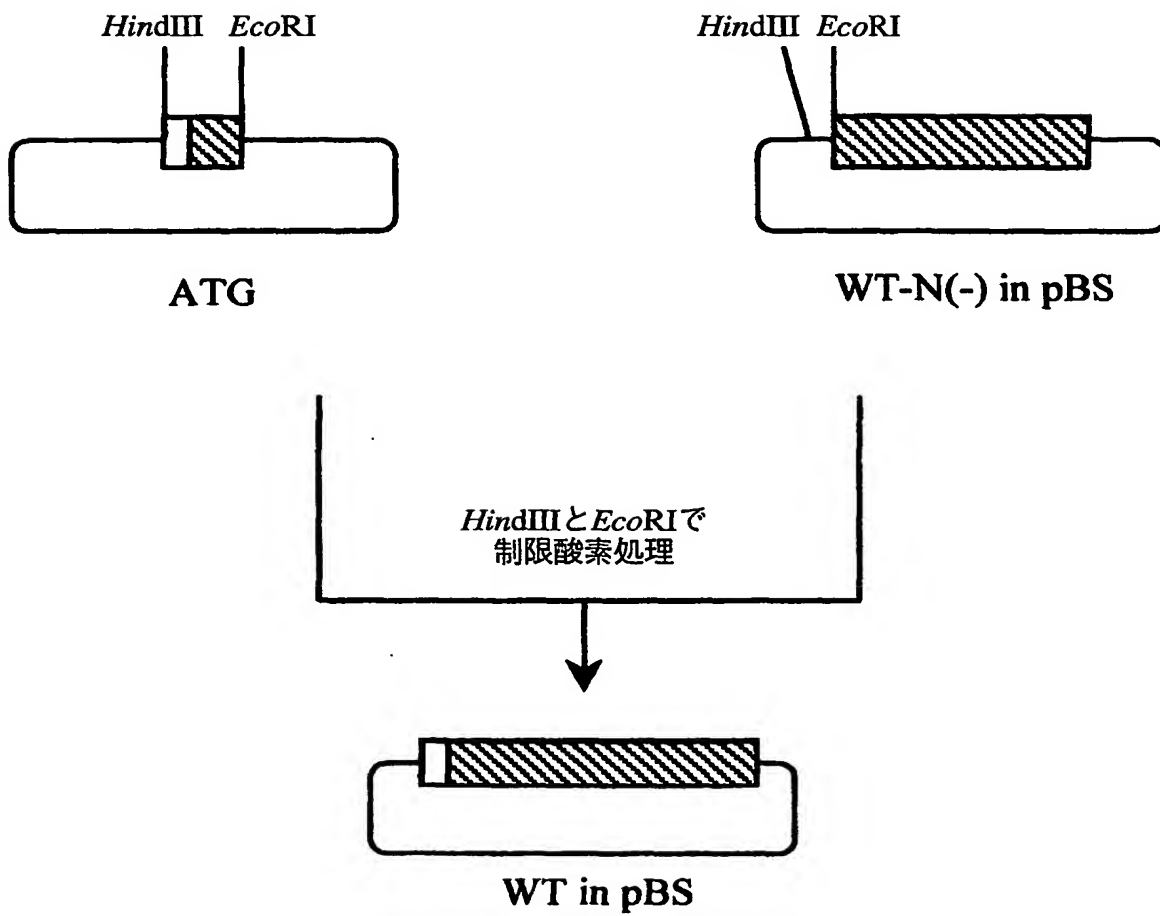 HindIII EcoRI
HindIII EcoRI
ATG
WT-N(-) in pBS
HindIIIとEcoRIで
制限酸素処理
WT in pBS